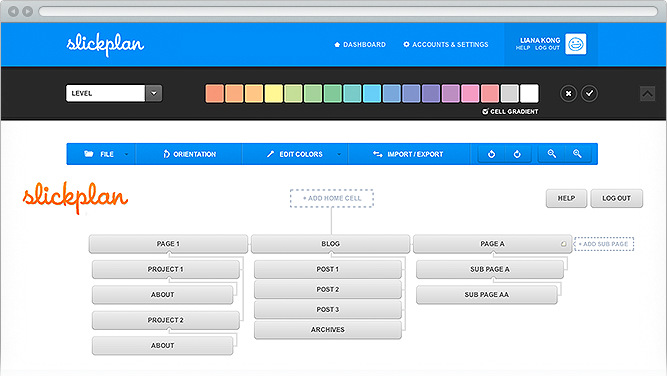 slickplan
DASHBOARD
ACCOUNTS & SETTINGS
LIANA KONG
HELP LOG OUT
LEVEL
CELL GRADIENT
FILE
ORIENTATION
EDIT COLORS
IMPORT / EXPORT
slickplan
+ ADD HOME CELL
HELP
LOG OUT
PAGE 1
BLOG
PAGE A
+ ADD SUB PAGE
PROJECT 1
POST 1
SUB PAGE A
ABOUT
POST 2
SUB PAGE AA
PROJECT 2
POST 3
ARCHIVES
ABOUT